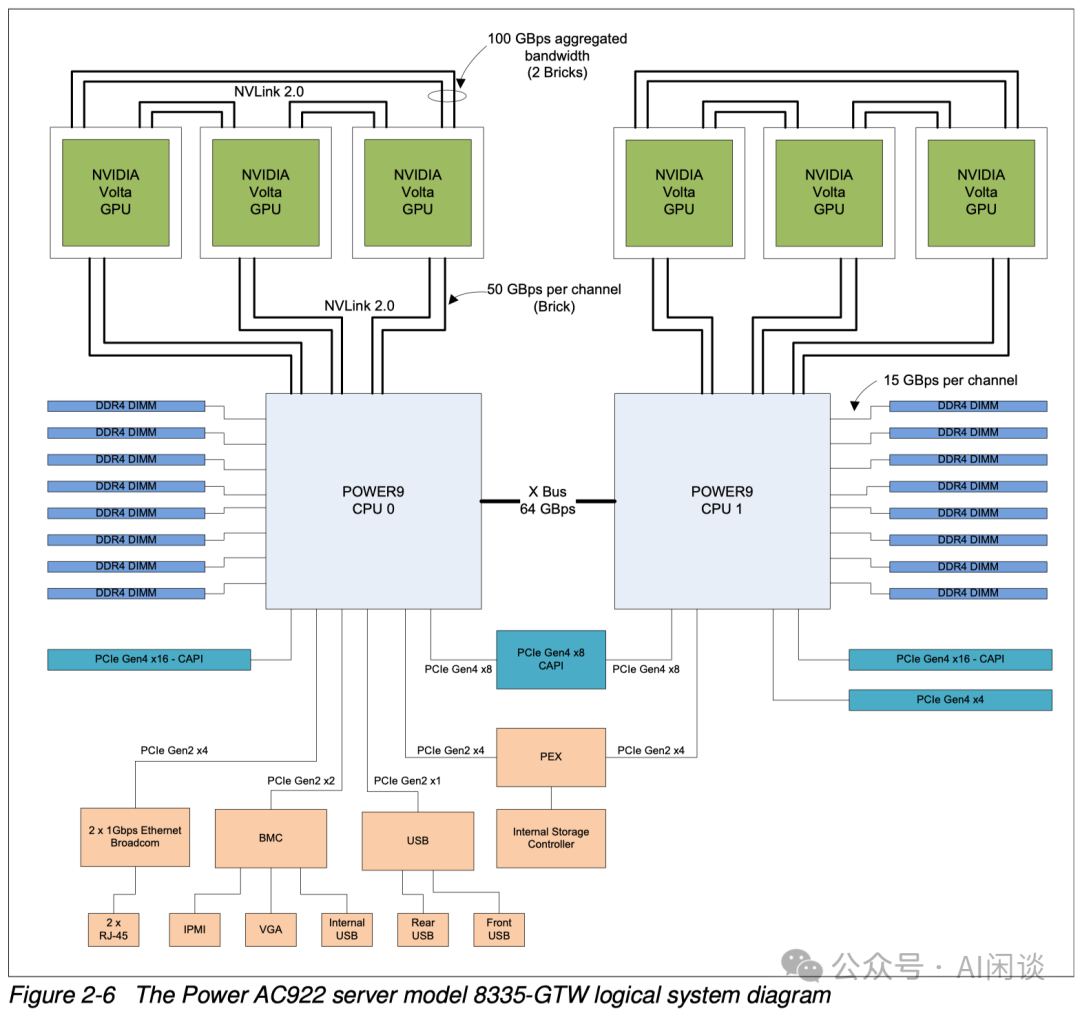 100 GBps aggregated
bandwidth
(2 Bricks)
NVLink 2.0
NVIDIA
Volta
GPU
NVIDIA
Volta
GPU
NVIDIA
Volta
GPU
NVIDIA
Volta
GPU
NVIDIA
Volta
GPU
NVIDIA
Volta
GPU
NVLink 2.0
50 GBps per channel
(Brick)
15 GBps per channel
DDR4 DIMM
DDR4 DIMM
DDR4 DIMM
DDR4 DIMM
DDR4 DIMM
DDR4 DIMM
DDR4 DIMM
DDR4 DIMM
POWER9
CPU 0
X Bus
64 GBps
POWER9
CPU 1
DDR4 DIMM
DDR4 DIMM
DDR4 DIMM
DDR4 DIMM
DDR4 DIMM
DDR4 DIMM
DDR4 DIMM
DDR4 DIMM
PCIe Gen4 x16 - CAPI
PCIe Gen4 x8
PCIe Gen4 x8
CAPI
PCIe Gen4 x8
PCIe Gen4 x16 - CAPI
PCIe Gen4 x4
PCIe Gen2 x4
PCIe Gen2 x4
PEX
PCIe Gen2 x4
PCIe Gen2 x2
PCIe Gen2 x1
2 x 1Gbps Ethernet
Broadcom
BMC
USB
Internal Storage
Controller
2 x
RJ-45
IPMI
VGA
Internal
USB
Rear
USB
Front
USB
公众号 · AI闲谈
Figure 2-6 The Power AC922 server model 8335-GTW logical system diagram